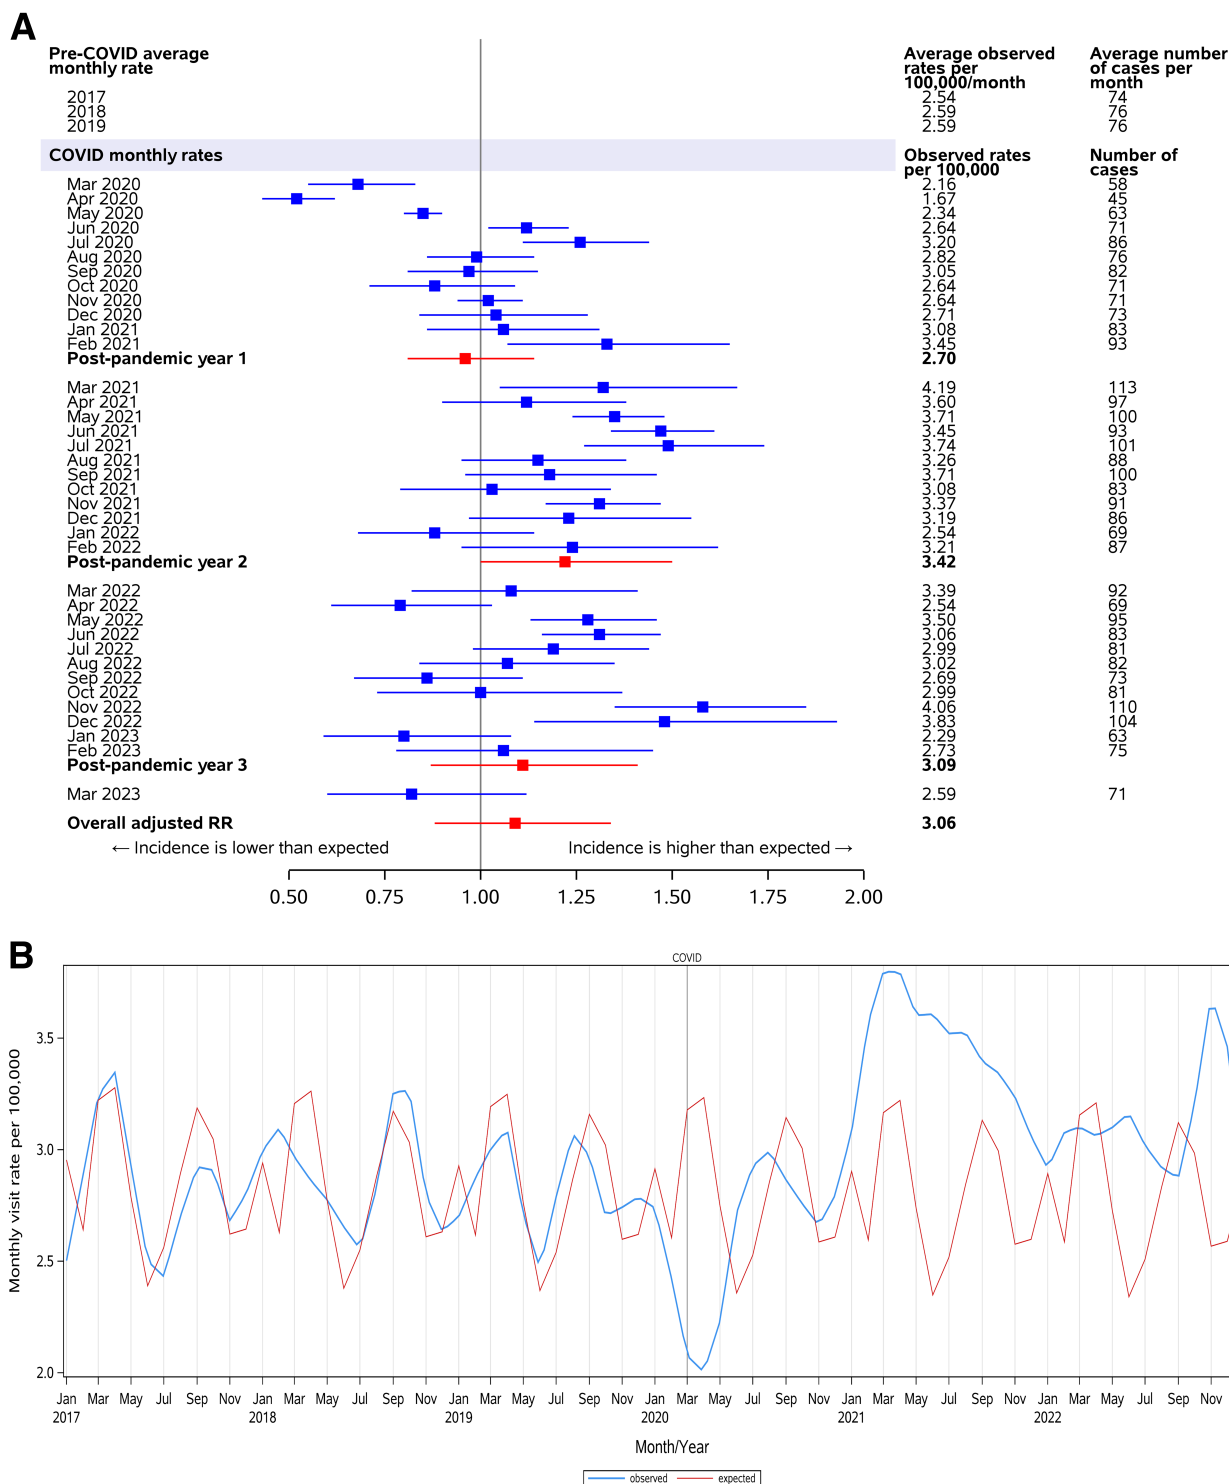 A
Pre-COVID average Average observed Average number
monthly rate rates per of cases per
100,000/month month
2017 2.54 74
2018 2.59 76
2019 2.59 76
COVID monthly rates Observed rates Number of
per 100,000 cases
Mar 2020 2.16 58
Apr 2020 1.67 45
May 2020 2.34 63
Jun 2020 2.64 71
Jul 2020 3.20 86
Aug 2020 2.82 76
Sep 2020 3.05 82
Oct 2020 2.64 71
Nov 2020 2.64 71
Dec 2020 2.71 73
Jan 2021 3.08 83
Feb 2021 3.45 93
Post-pandemic year 1 2.70
Mar 2021 4.19 113
Apr 2021 3.60 97
May 2021 3.71 100
Jun 2021 3.45 93
Jul 2021 3.74 101
Aug 2021 3.26 88
Sep 2021 3.71 100
Oct 2021 3.08 83
Nov 2021 3.37 91
Dec 2021 3.19 86
Jan 2022 2.54 69
Feb 2022 3.21 87
Post-pandemic year 2 3.42
Mar 2022 3.39 92
Apr 2022 2.54 69
May 2022 3.50 95
Jun 2022 3.06 83
Jul 2022 2.99 81
Aug 2022 3.02 82
Sep 2022 2.69 73
Oct 2022 2.99 81
Nov 2022 4.06 110
Dec 2022 3.83 104
Jan 2023 2.29 63
Feb 2023 2.73 75
Post-pandemic year 3 3.09
Mar 2023 2.59 71
Overall adjusted RR 3.06
← Incidence is lower than expected Incidence is higher than expected →
0.50 0.75 1.00 1.25 1.50 1.75 2.00
B
COVID
Monthly visit rate per 100,000
3.5
3.0
2.5
2.0
Jan Mar May Jul Sep Nov Jan Mar May Jul Sep Nov Jan Mar May Jul Sep Nov Jan Mar May Jul Sep Nov Jan Mar May Jul Sep Nov Jan Mar May Jul Sep Nov
2017 2018 2019 2020 2021 2022
Month/Year
observed expected